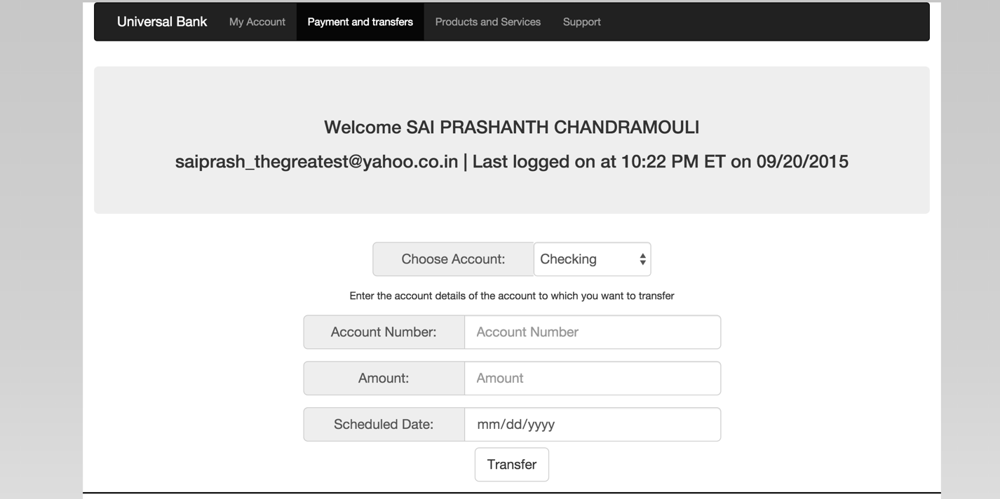 Universal Bank My Account Payment and transfers Products and Services Support
Welcome SAI PRASHANTH CHANDRAMOULI
saiprash_thegreatest@yahoo.co.in | Last logged on at 10:22 PM ET on 09/20/2015
Choose Account: Checking
Enter the account details of the account to which you want to transfer
Account Number: Account Number
Amount: Amount
Scheduled Date: mm/dd/yyyy
Transfer